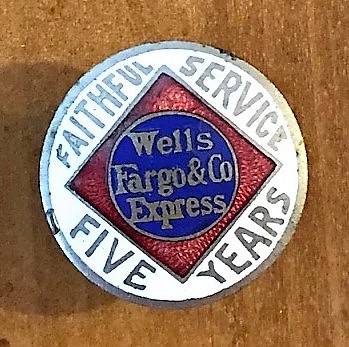 FAITHFUL SERVICE
Wells
Fargo & Co
Express
FIVE YEARS